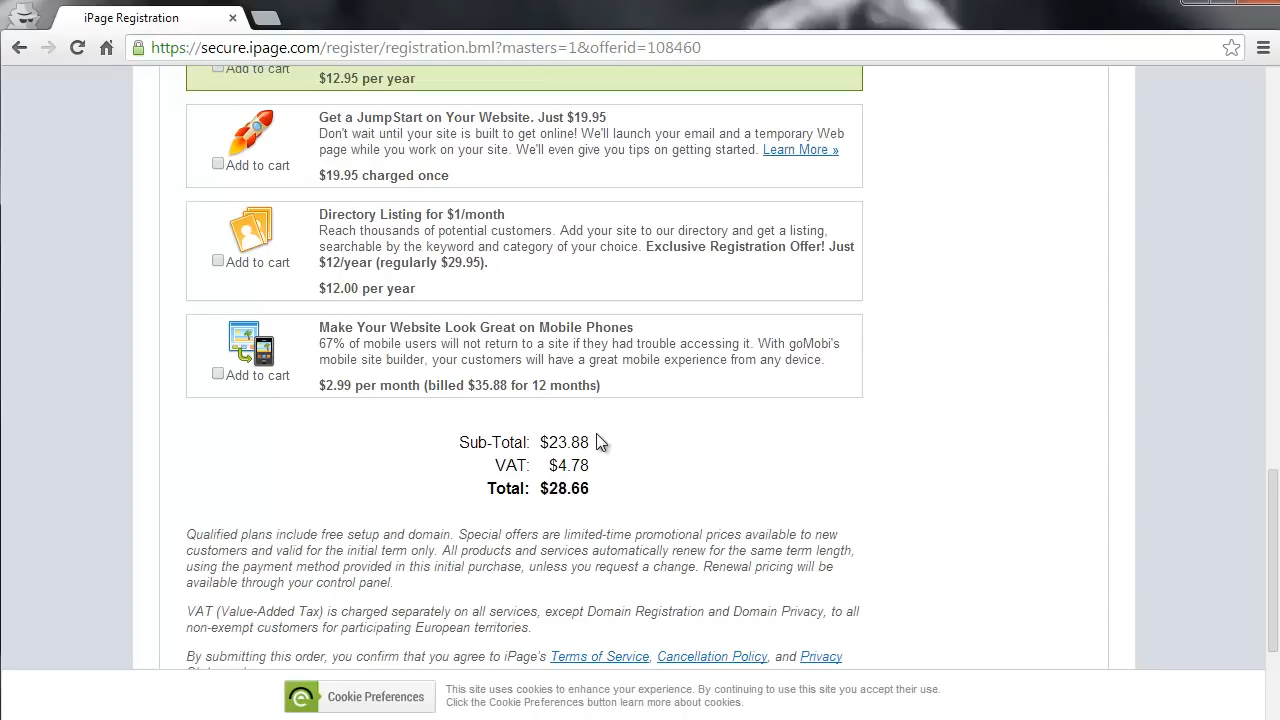 iPage Registration
https://secure.ipage.com/register/registration.bml?masters=1&offerid=108460
Add to cart
$12.95 per year
Get a JumpStart on Your Website. Just $19.95
Don't wait until your site is built to get online! We'll launch your email and a temporary Web
page while you work on your site. We'll even give you tips on getting started. Learn More »
Add to cart
$19.95 charged once
Directory Listing for $1/month
Reach thousands of potential customers. Add your site to our directory and get a listing,
searchable by the keyword and category of your choice. Exclusive Registration Offer! Just
Add to cart
$12/year (regularly $29.95).
$12.00 per year
Make Your Website Look Great on Mobile Phones
67% of mobile users will not return to a site if they had trouble accessing it. With goMobi's
mobile site builder, your customers will have a great mobile experience from any device.
Add to cart
$2.99 per month (billed $35.88 for 12 months)
Sub-Total: $23.88
VAT: $4.78
Total: $28.66
Qualified plans include free setup and domain. Special offers are limited-time promotional prices available to new
customers and valid for the initial term only. All products and services automatically renew for the same term length,
using the payment method provided in this initial purchase, unless you request a change. Renewal pricing will be
available through your control panel.
VAT (Value-Added Tax) is charged separately on all services, except Domain Registration and Domain Privacy, to all
non-exempt customers for participating European territories.
By submitting this order, you confirm that you agree to iPage's Terms of Service, Cancellation Policy, and Privacy
Cookie Preferences
This site uses cookies to enhance your experience. By continuing to use this site you accept their use.
Click the Cookie Preferences button learn more about cookies.